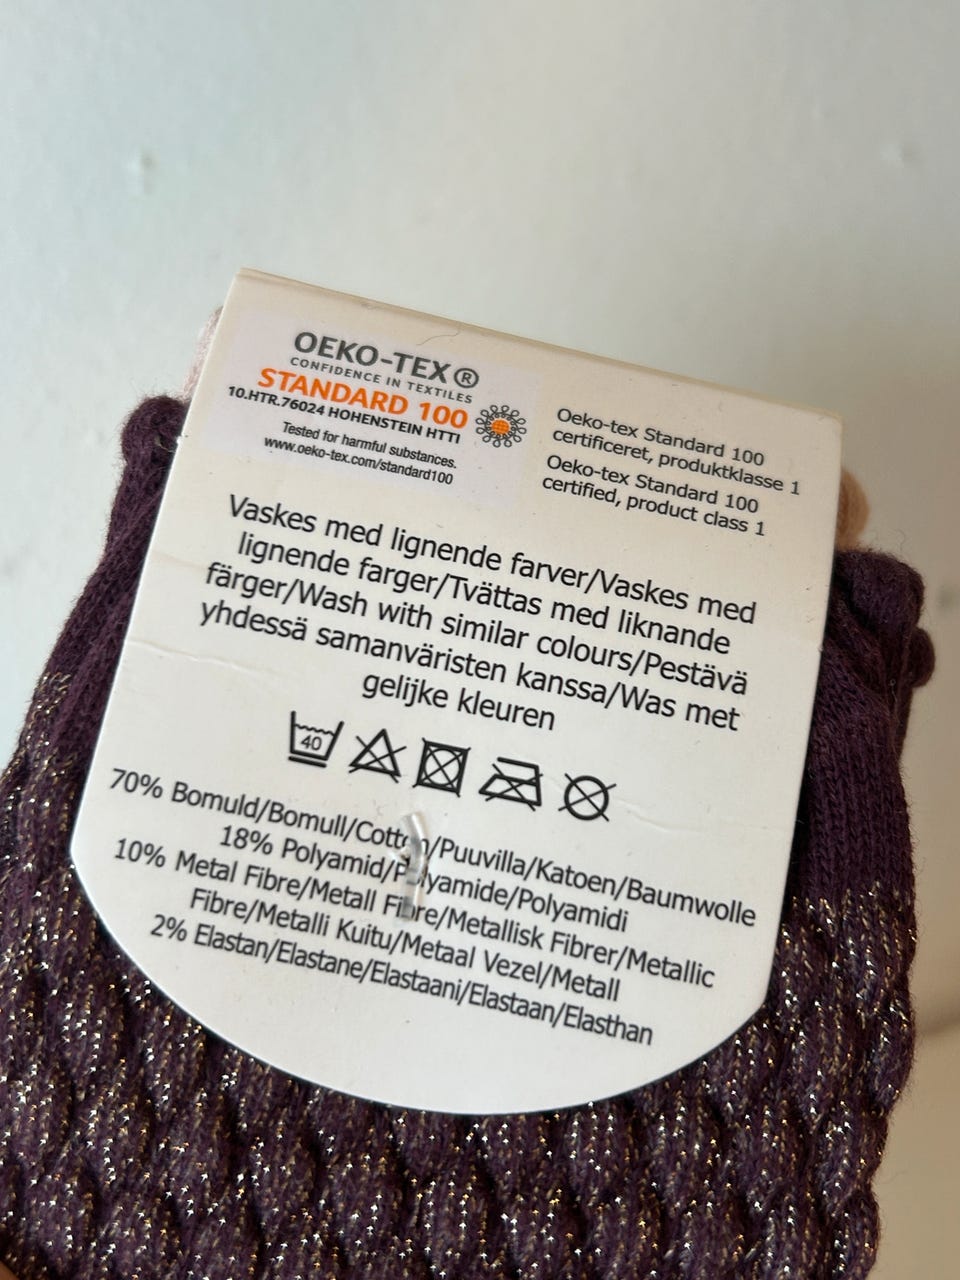 OEKO-TEX®
CONFIDENCE IN TEXTILES
STANDARD 100
10.HTR.76024 HOHENSTEIN HTTI
Tested for harmful substances.
www.oeko-tex.com/standard100
Oeko-tex Standard 100
certificeret, produktklasse 1
Oeko-tex Standard 100
certified, product class 1
Vaskes med lignende farver/Vaskes med
lignende farger/Tvättas med liknande
färger/Wash with similar colours/Pestävä
yhdessä samanväristen kanssa/Was met
gelijke kleuren
40
70% Bomuld/Bomull/Cotton/Puuvilla/Katoen/Baumwolle
18% Polyamid/Polyamide/Polyamidi
10% Metal Fibre/Metall Fibre/Metallisk Fibrer/Metallic
Fibre/Metalli Kuitu/Metaal Vezel/Metall
2% Elastan/Elastane/Elastaani/Elastaan/Elasthan